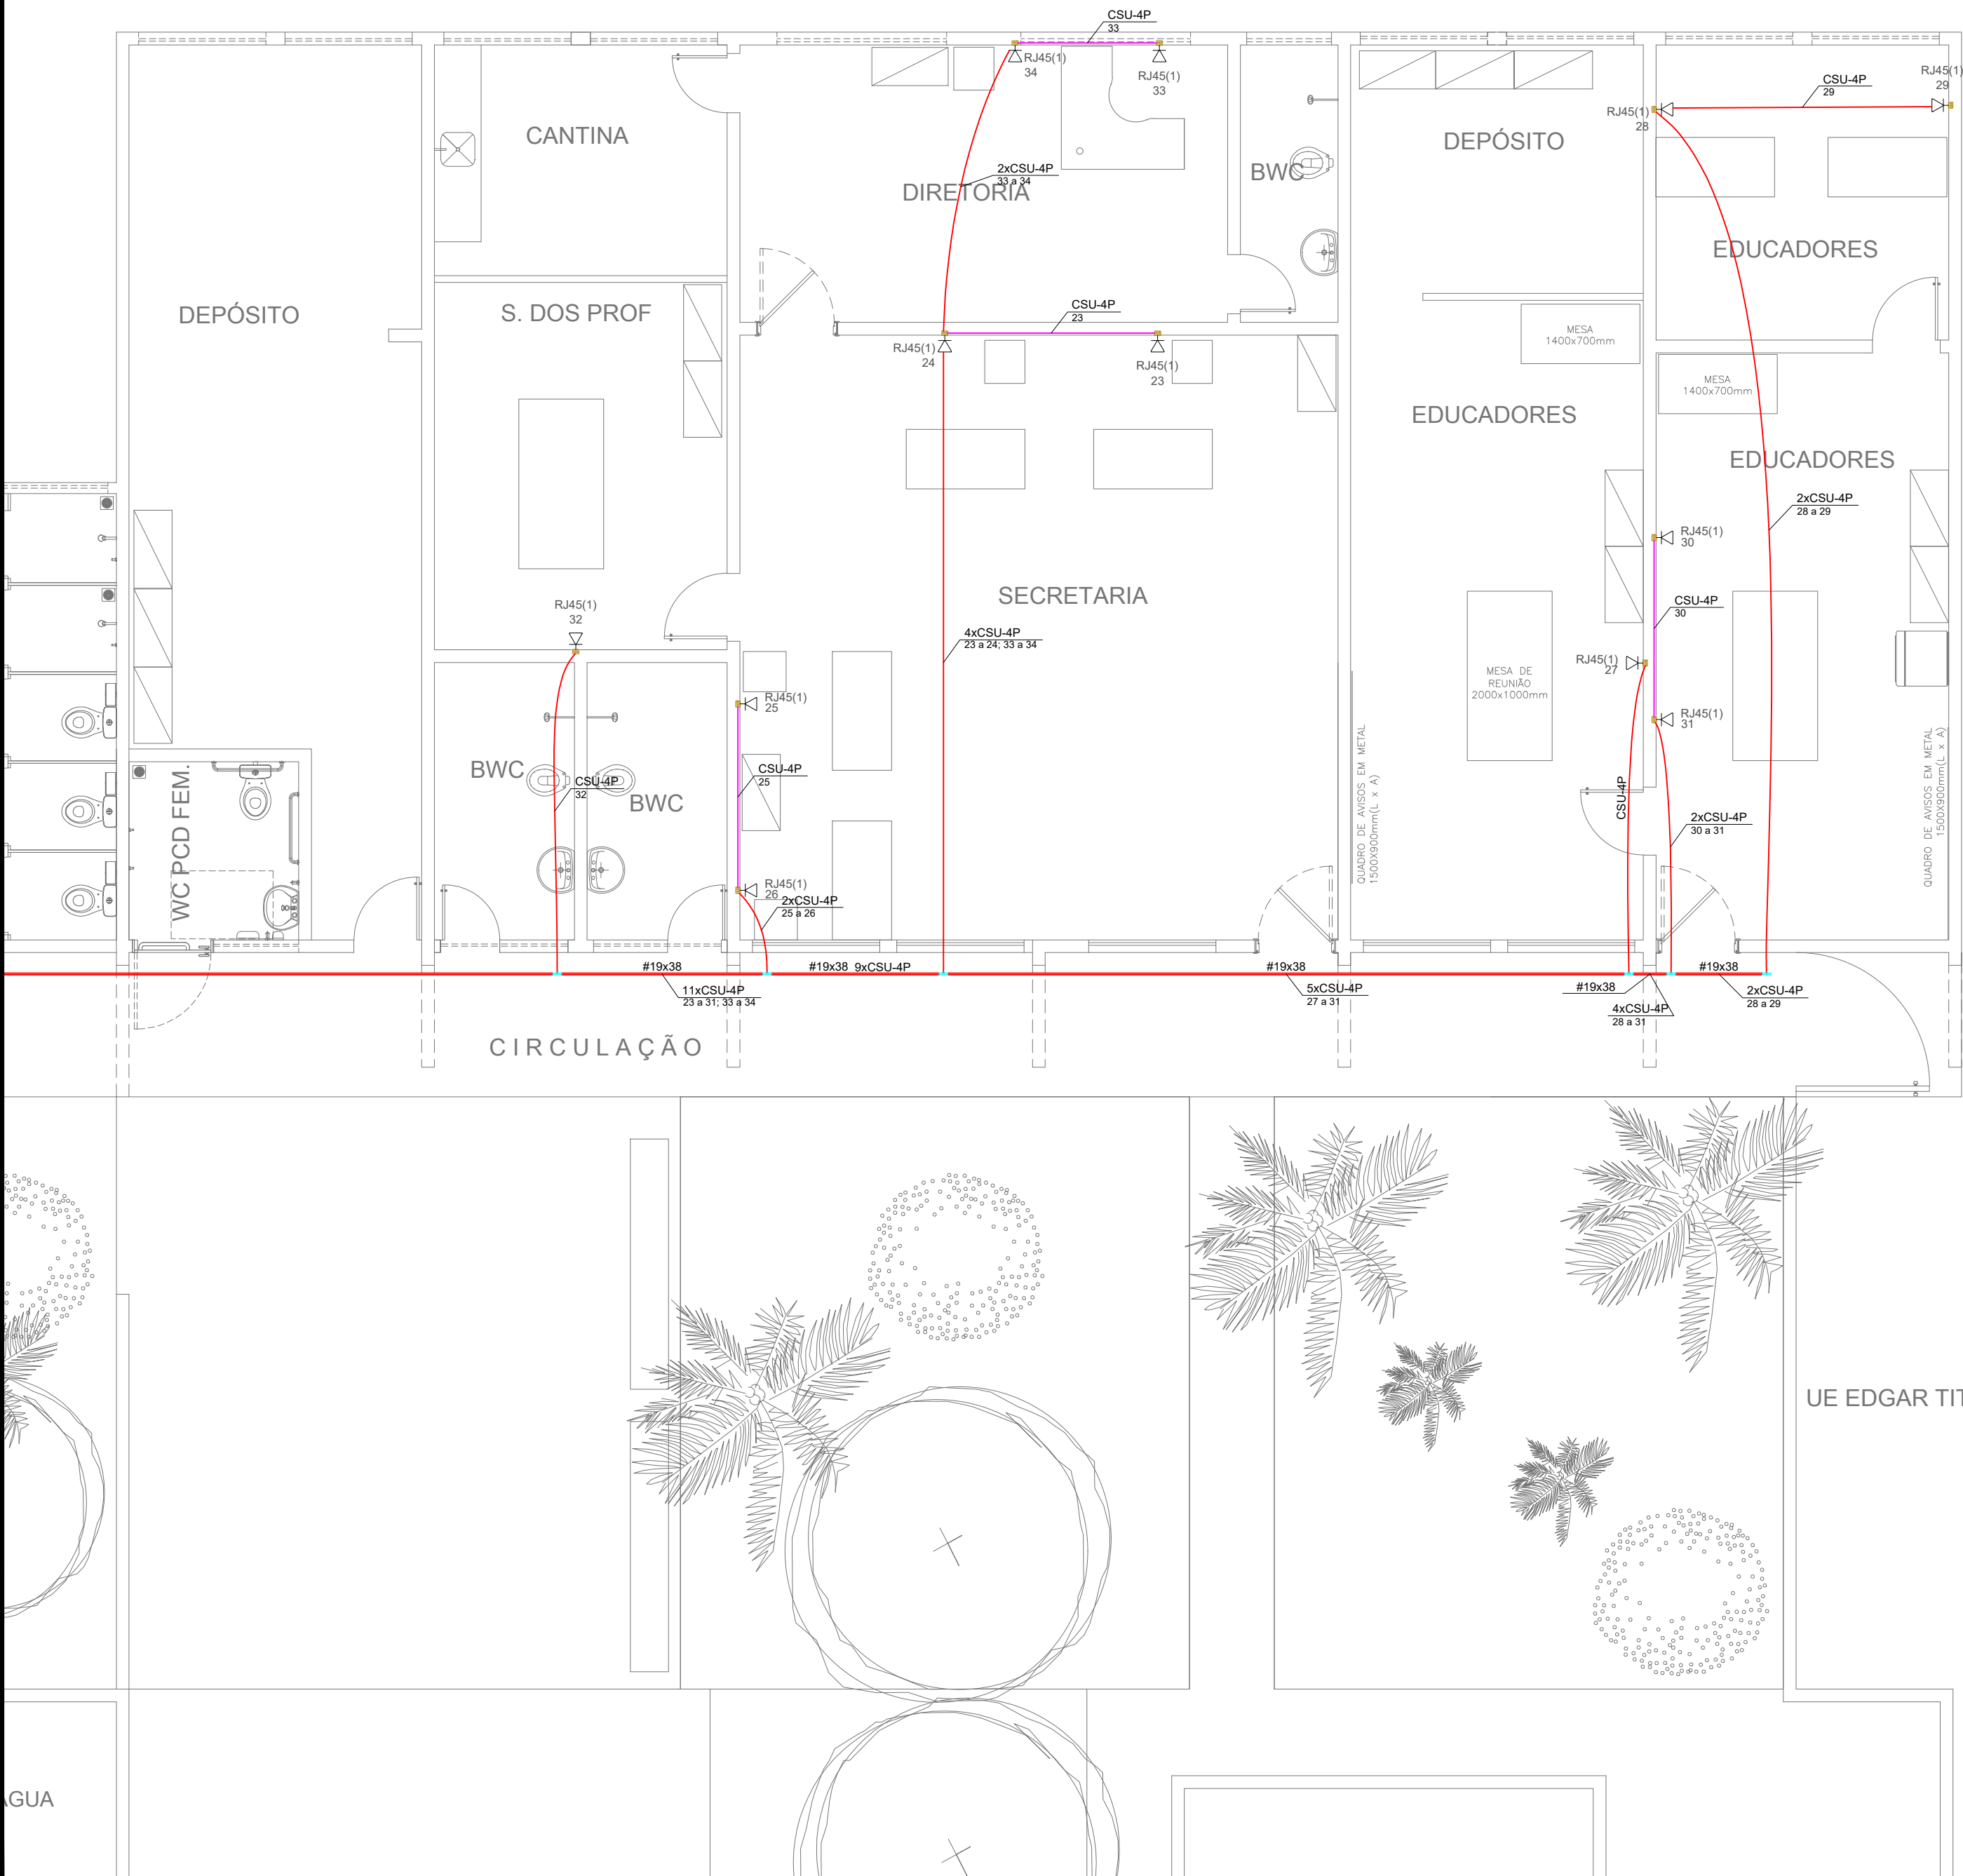 CSU-4P
33
RJ45(1)
34
RJ45(1)
33
CSU-4P
29
RJ45(1)
29
RJ45(1)
28
CANTINA
DEPÓSITO
2xCSU-4P
33 a 34
DIRETORIA
BWC
EDUCADORES
DEPÓSITO
S. DOS PROF
CSU-4P
23
RJ45(1)
24
RJ45(1)
23
MESA
1400x700mm
MESA
1400x700mm
EDUCADORES
EDUCADORES
2xCSU-4P
28 a 29
RJ45(1)
30
SECRETARIA
RJ45(1)
32
CSU-4P
30
4xCSU-4P
23 a 24; 33 a 34
RJ45(1)
27
MESA DE
REUNIÃO
2000x1000mm
RJ45(1)
25
RJ45(1)
31
QUADRO DE AVISOS EM METAL
1500X900mm(L x A)
QUADRO DE AVISOS EM METAL
1500X900mm(L x A)
BWC
CSU-4P
32
BWC
CSU-4P
25
CSU-4P
2xCSU-4P
30 a 31
WC PCD FEM.
RJ45(1)
26
2xCSU-4P
25 a 26
#19x38
#19x38
9xCSU-4P
#19x38
#19x38
#19x38
11xCSU-4P
23 a 31; 33 a 34
5xCSU-4P
27 a 31
4xCSU-4P
28 a 31
2xCSU-4P
28 a 29
CIRCULAÇÃO
UE EDGAR TIT
AGUA